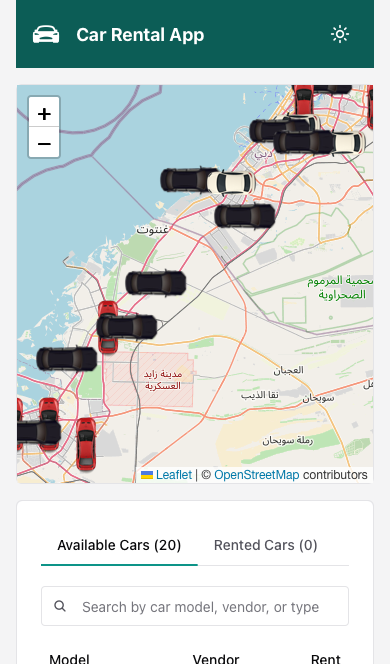 Car Rental App
+
−
دبي
غنتوت
محمية المرموم
الصحراوية
مدينة زايد
العسكرية
العجبان
نقا الذيب
سويحان
رملة سويحان
Leaflet | © OpenStreetMap contributors
Available Cars (20)
Rented Cars (0)
Search by car model, vendor, or type
Model
Vendor
Rent